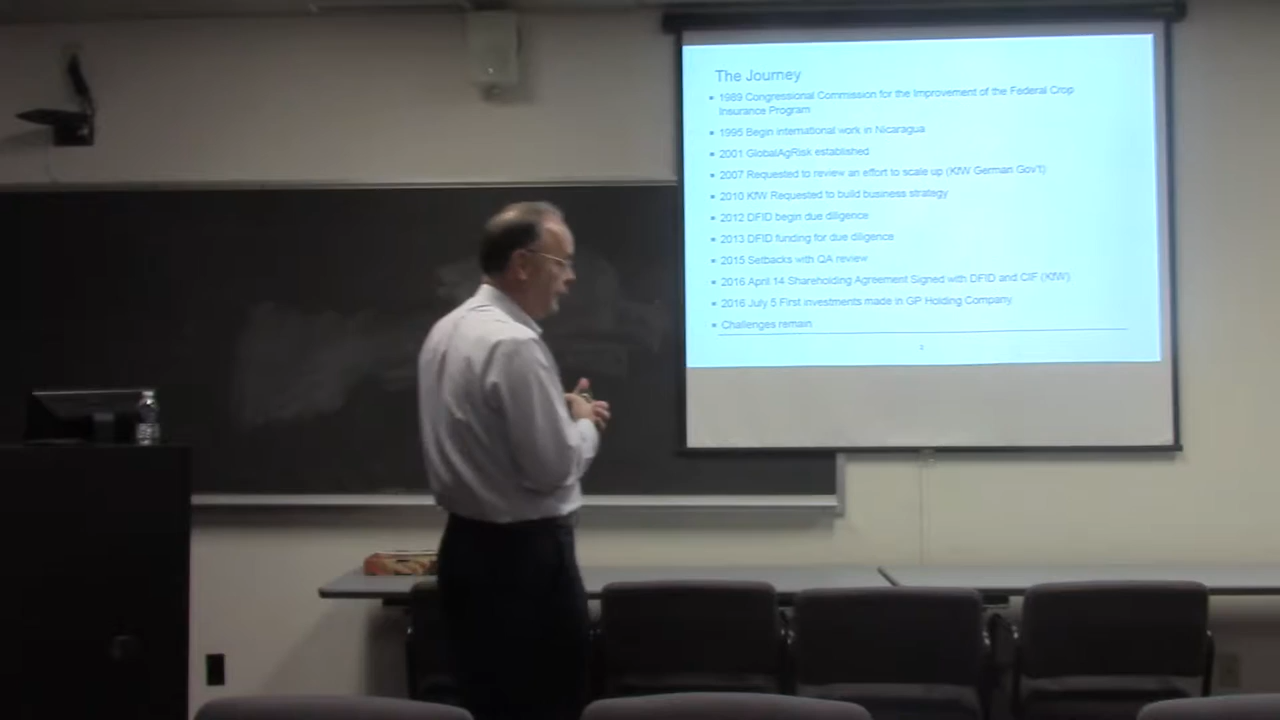 The Journey
▪ 1989 Congressional Commission for the Improvement of the Federal Crop
Insurance Program
▪ 1995 Begin international work in Nicaragua
▪ 2001 GlobalAgRisk established
▪ 2007 Requested to review an effort to scale up (KfW German Gov't)
▪ 2010 KfW Requested to build business strategy
▪ 2012 DFID begin due diligence
▪ 2013 DFID funding for due diligence
▪ 2015 Setbacks with QA review
▪ 2016 April 14 Shareholding Agreement Signed with DFID and CIF (KfW)
▪ 2016 July 5 First investments made in GP Holding Company
▪ Challenges remain